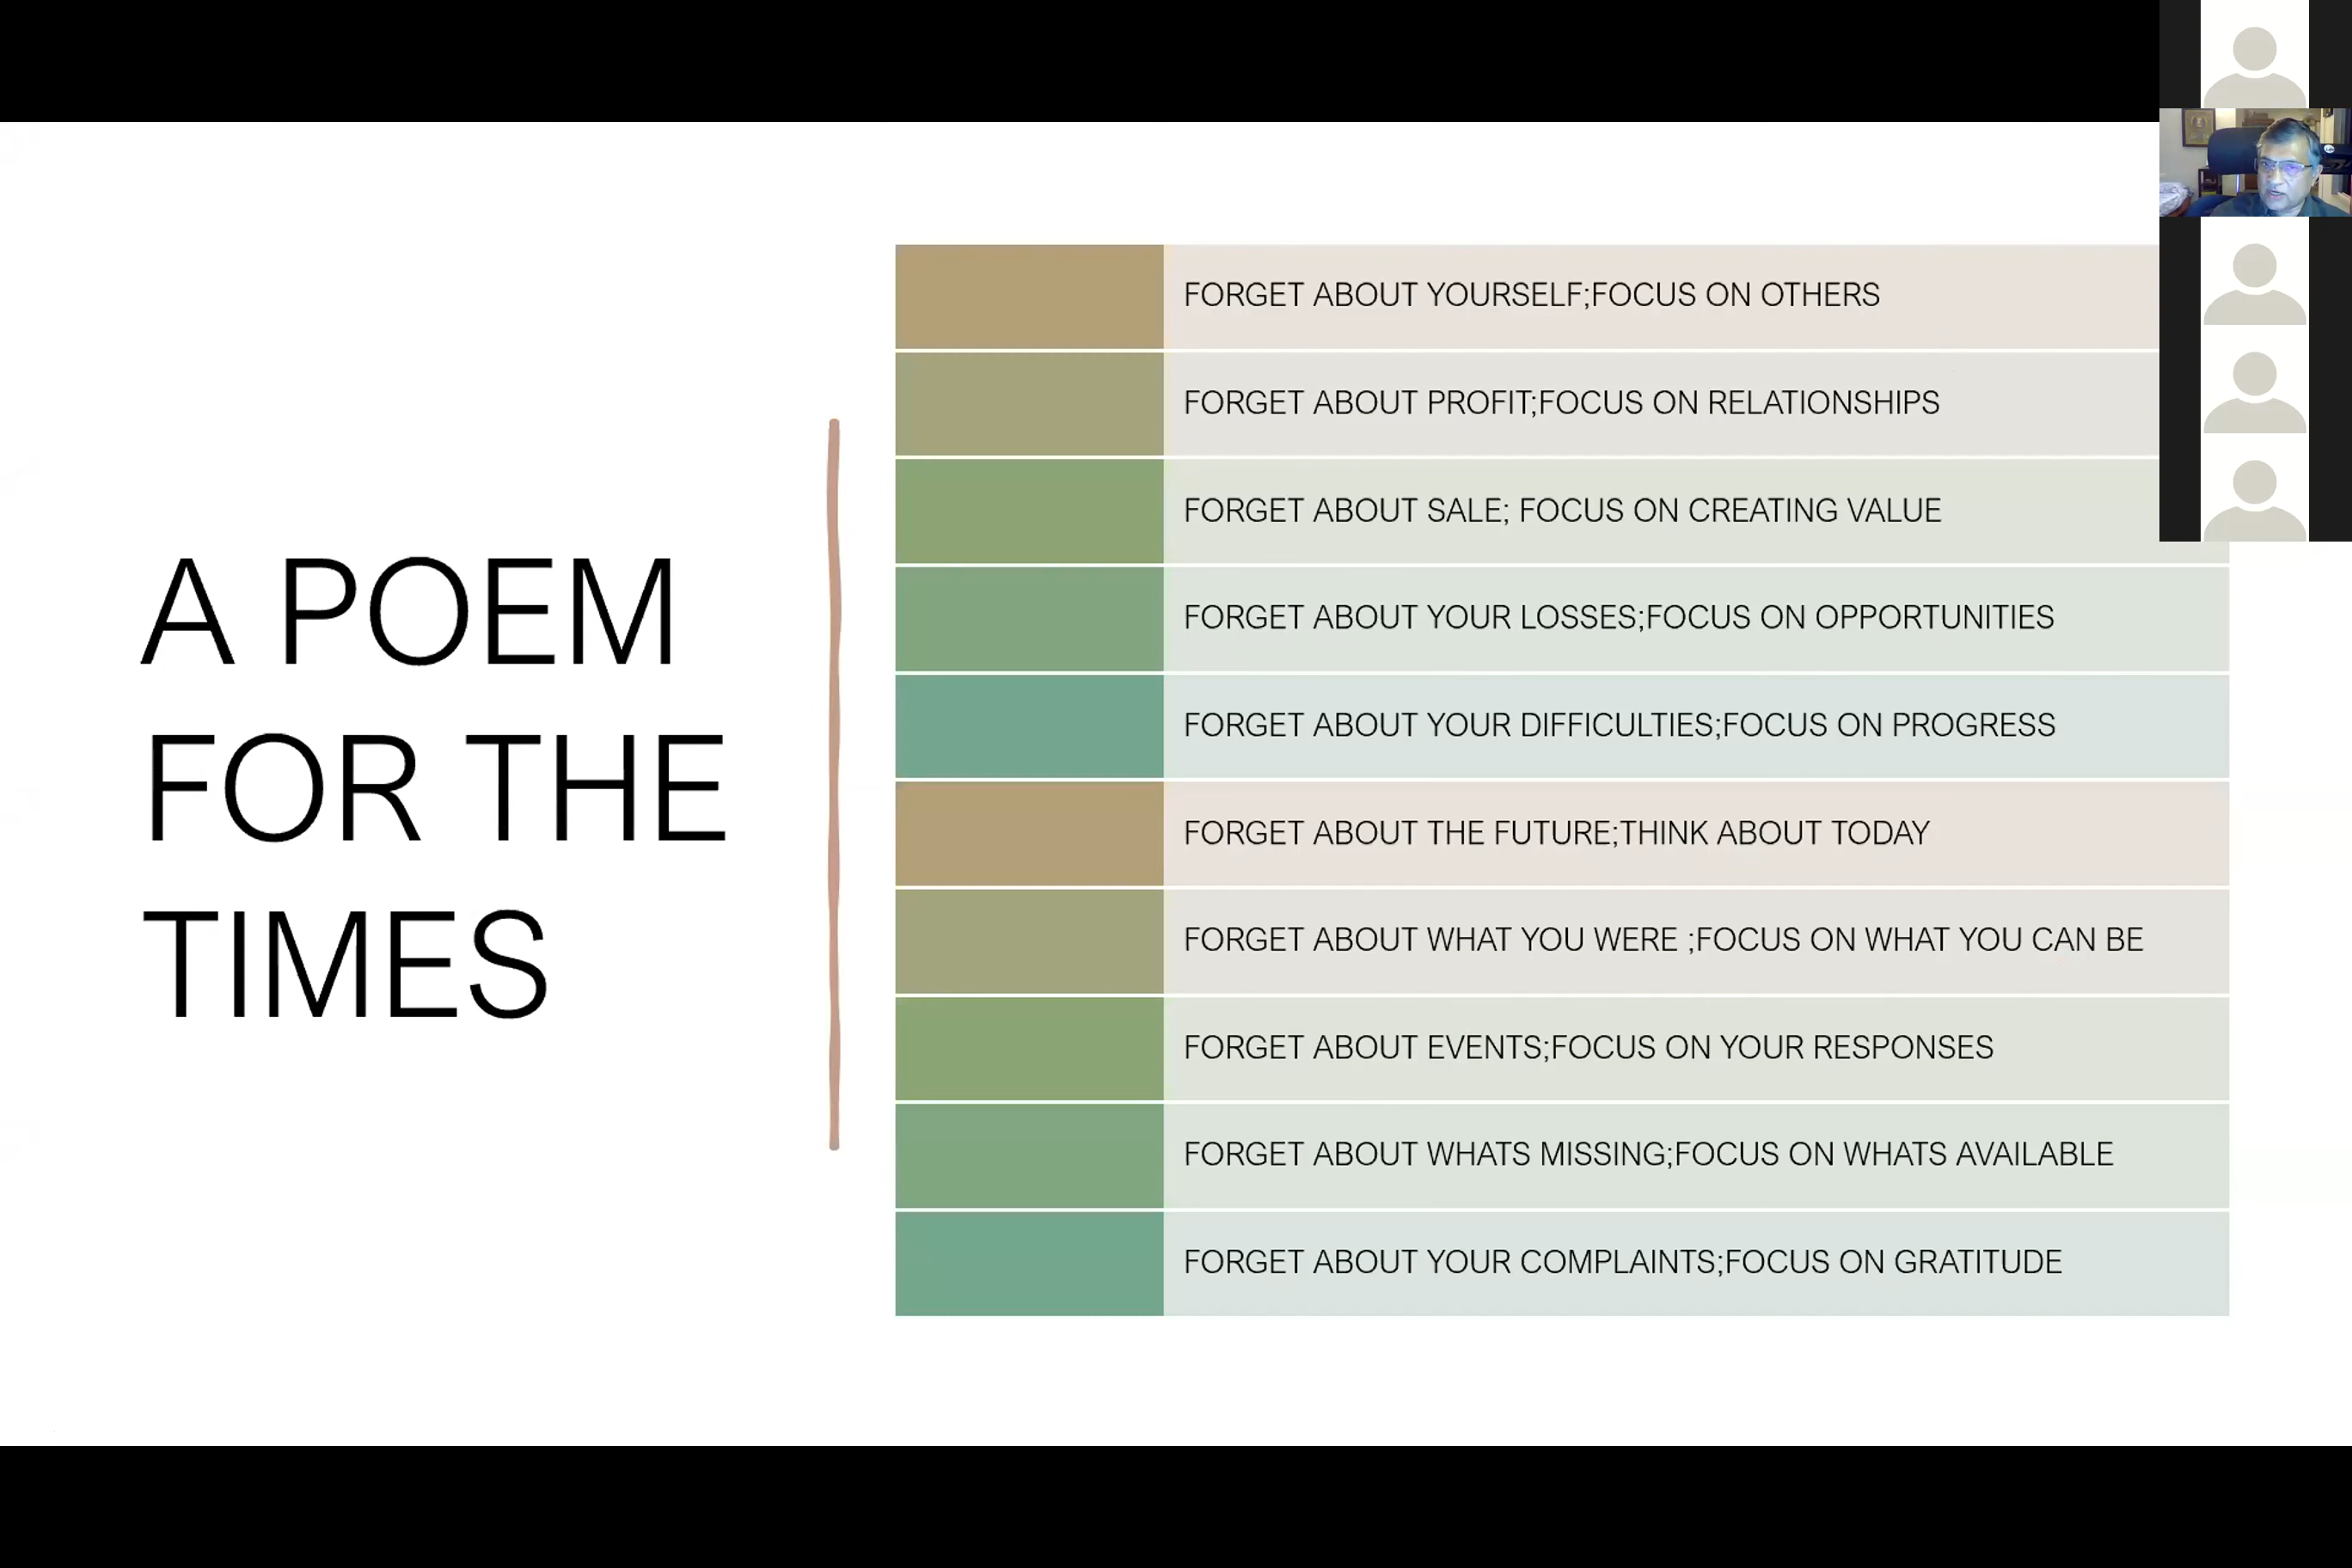 A POEM
FOR THE
TIMES
FORGET ABOUT YOURSELF;FOCUS ON OTHERS
FORGET ABOUT PROFIT;FOCUS ON RELATIONSHIPS
FORGET ABOUT SALE; FOCUS ON CREATING VALUE
FORGET ABOUT YOUR LOSSES;FOCUS ON OPPORTUNITIES
FORGET ABOUT YOUR DIFFICULTIES;FOCUS ON PROGRESS
FORGET ABOUT THE FUTURE;THINK ABOUT TODAY
FORGET ABOUT WHAT YOU WERE ;FOCUS ON WHAT YOU CAN BE
FORGET ABOUT EVENTS;FOCUS ON YOUR RESPONSES
FORGET ABOUT WHATS MISSING;FOCUS ON WHATS AVAILABLE
FORGET ABOUT YOUR COMPLAINTS;FOCUS ON GRATITUDE